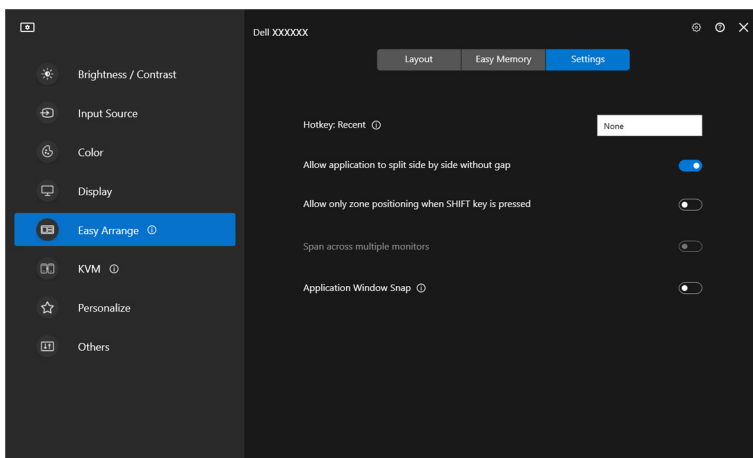 Dell XXXXXX
Brightness / Contrast
Input Source
Color
Display
Easy Arrange
KVM
Personalize
Others
Layout
Easy Memory
Settings
Hotkey: Recent
None
Allow application to split side by side without gap
Allow only zone positioning when SHIFT key is pressed
Span across multiple monitors
Application Window Snap